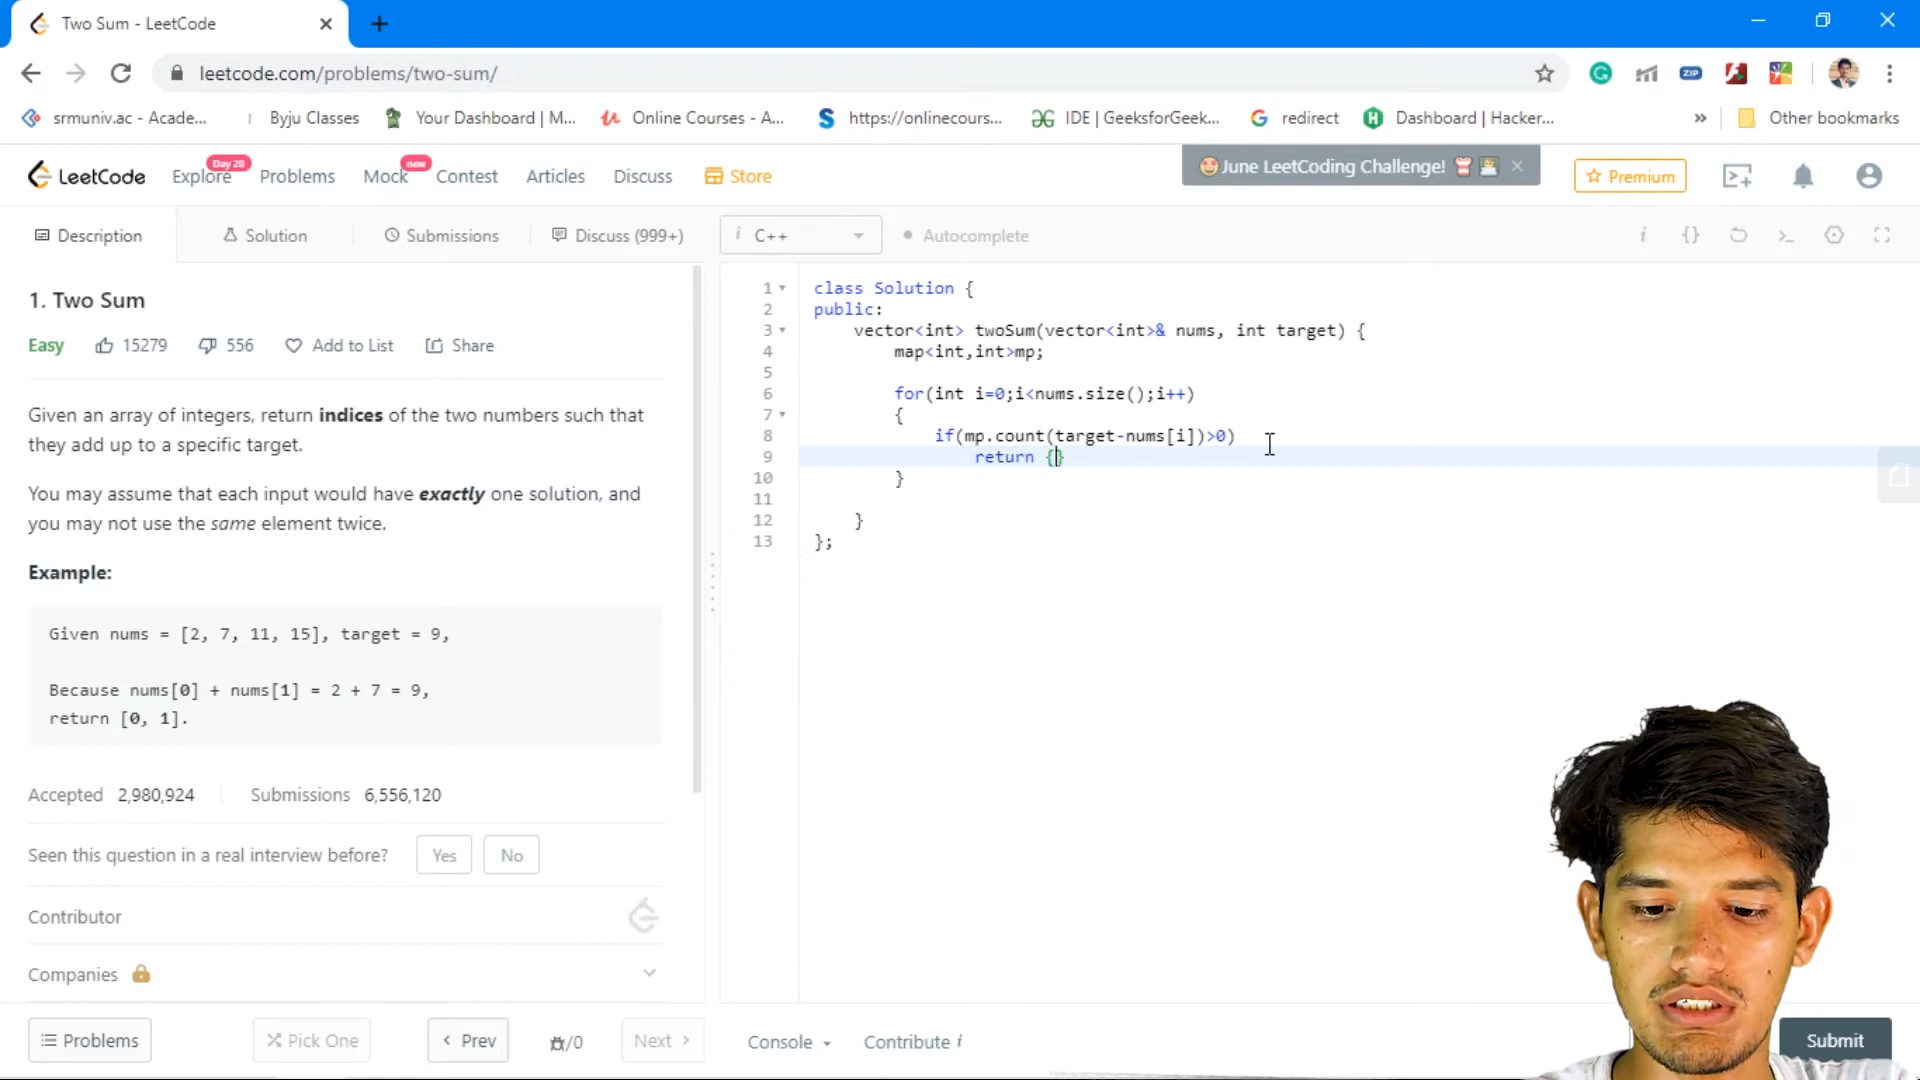 Two Sum - LeetCode
leetcode.com/problems/two-sum/
ZIP
srmuniv.ac - Acade... Byju Classes Your Dashboard | M... Online Courses - A... https://onlinecours... IDE | GeeksforGeek... redirect Dashboard | Hacker... » Other bookmarks
LeetCode Explore Day 20 Problems Mock new Contest Articles Discuss Store June LeetCoding Challenge! Premium
Description Solution Submissions Discuss (999+)
i C++ Autocomplete
1. Two Sum
Easy 15279 556 Add to List Share
Given an array of integers, return indices of the two numbers such that
they add up to a specific target.
You may assume that each input would have exactly one solution, and
you may not use the same element twice.
Example:
Given nums = [2, 7, 11, 15], target = 9,
Because nums[0] + nums[1] = 2 + 7 = 9,
return [0, 1].
Accepted 2,980,924 Submissions 6,556,120
Seen this question in a real interview before? Yes No
Contributor
Companies
Problems Pick One Prev /0 Next
1 class Solution {
2 public:
3 vector<int> twoSum(vector<int>& nums, int target) {
4 map<int,int>mp;
5
6 for(int i=0;i<nums.size();i++)
7 {
8 if(mp.count(target-nums[i])>0)
9 return {}
10 }
11
12 }
13 };
Console Contribute i
Submit